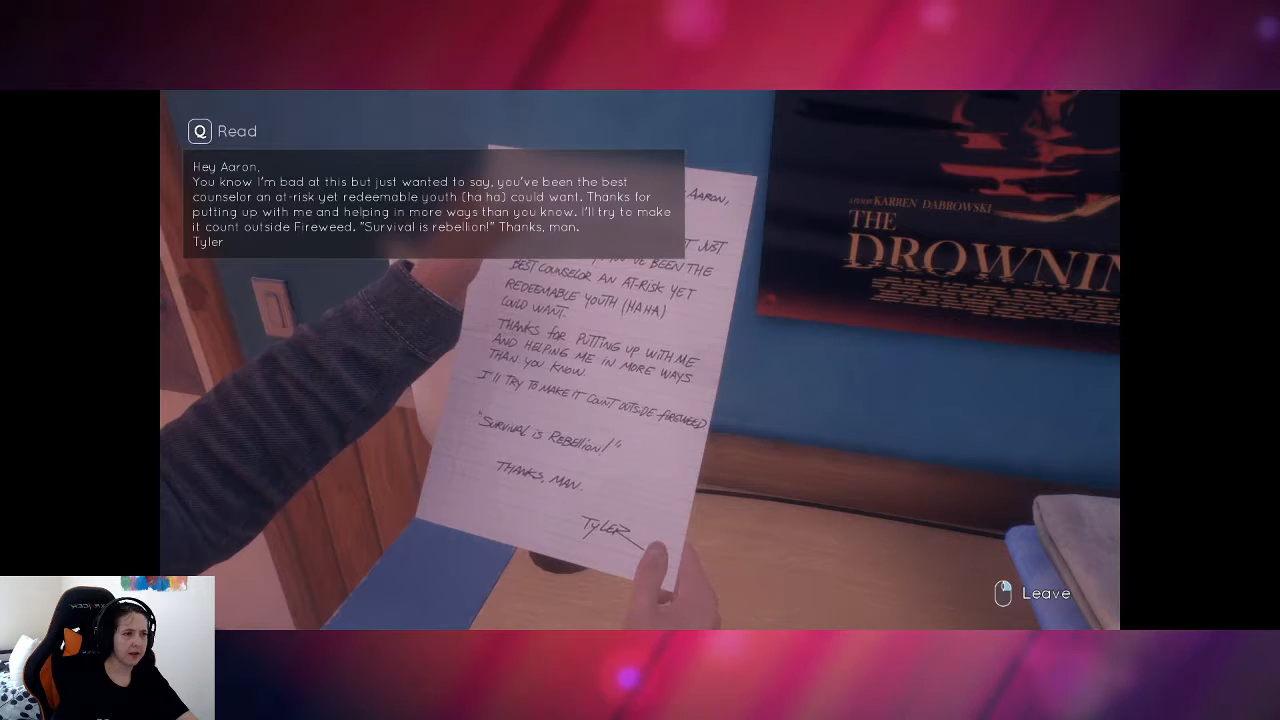 Q Read
Hey Aaron,
You know I'm bad at this but just wanted to say, you've been the best
counselor an at-risk yet redeemable youth (ha ha) could want. Thanks for
putting up with me and helping in more ways than you know. I'll try to make
it count outside Fireweed. "Survival is rebellion!" Thanks, man.
Tyler
AARON,
JUST
BEEN THE
BEST COUNSELOR AN AT-RISK YET
REDEEMABLE YOUTH (HAHA)
COULD WANT.
THANKS FOR PUTTING UP WITH ME
AND HELPING ME IN MORE WAYS
THAN YOU KNOW.
I'LL TRY TO MAKE IT COUNT OUTSIDE FIREWEED.
"SURVIVAL IS REBELLION!"
THANKS, MAN.
TYLER
A FILM BY KARREN DABROWSKI
THE
DROWNIN
Leave